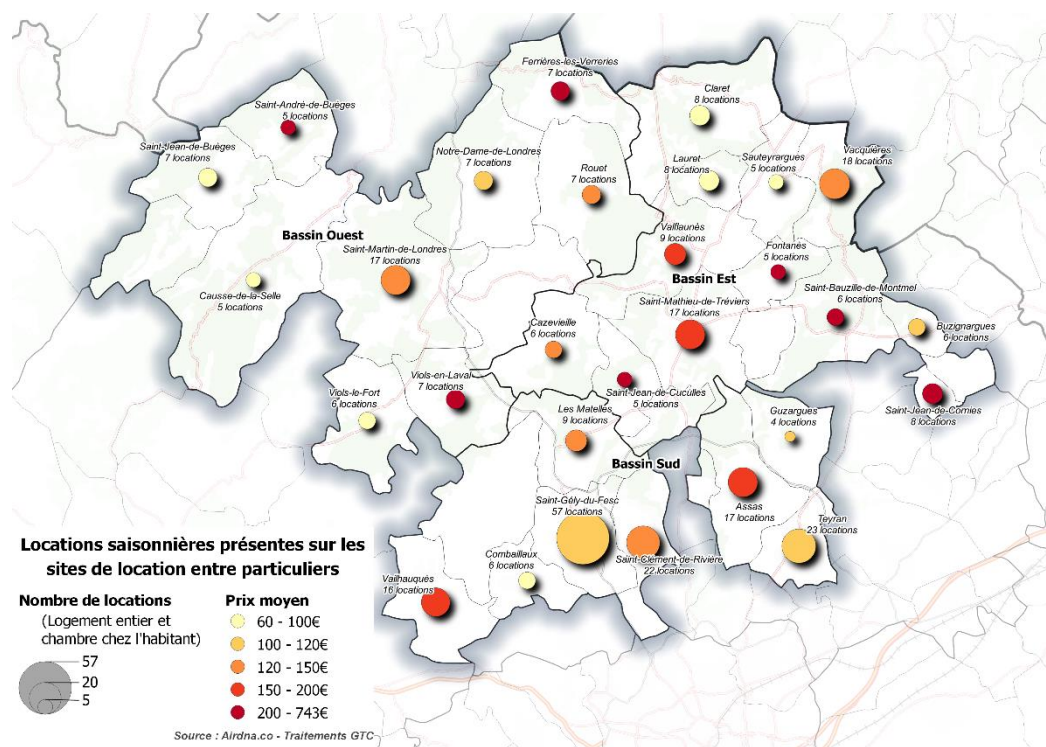 Ferrières-les-Verreries
7 locations
Claret
8 locations
Saint-André-de-Buèges
5 locations
Saint-Jean-de-Buèges
7 locations
Notre-Dame-de-Londres
7 locations
Rouet
7 locations
Lauret
8 locations
Sauteyrargues
5 locations
Vacquières
18 locations
Bassin Ouest
Saint-Martin-de-Londres
17 locations
Valflaunès
9 locations
Fontanès
5 locations
Bassin Est
Causse-de-la-Selle
5 locations
Saint-Mathieu-de-Tréviers
17 locations
Saint-Bauzille-de-Montmel
6 locations
Cazevieille
6 locations
Buzignargues
6 locations
Viols-le-Fort
6 locations
Viols-en-Laval
7 locations
Saint-Jean-de-Cuculles
5 locations
Saint-Jean-de-Cornies
8 locations
Les Matelles
9 locations
Guzargues
4 locations
Bassin Sud
Saint-Gély-du-Fesc
57 locations
Assas
17 locations
Teyran
23 locations
Saint-Clément-de-Rivière
22 locations
Combaillaux
6 locations
Vailhauquès
16 locations
Locations saisonnières présentes sur les
sites de location entre particuliers
Nombre de locations
(Logement entier et
chambre chez l'habitant)
57
20
5
Prix moyen
60 - 100€
100 - 120€
120 - 150€
150 - 200€
200 - 743€
Source : Airdna.co - Traitements GTC